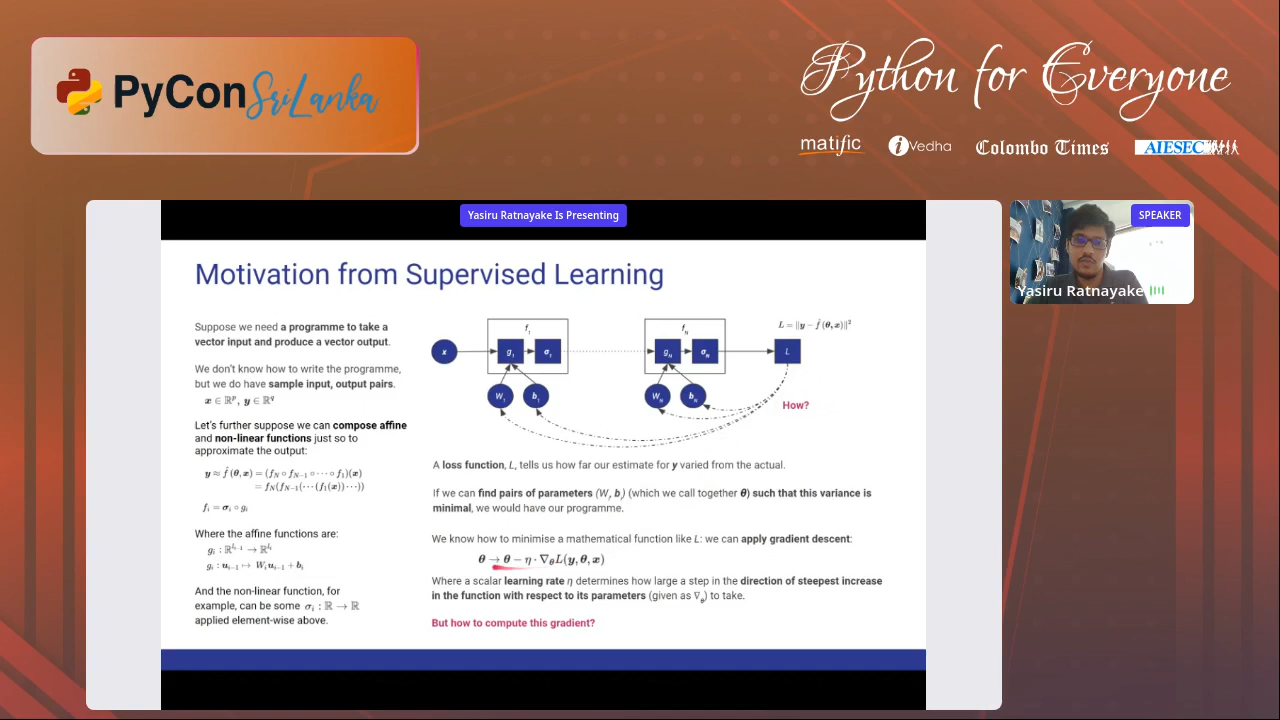 PyCon SriLanka
Python for Everyone
matific
iVedha
Colombo Times
AIESEC
Yasiru Ratnayake Is Presenting
SPEAKER
Yasiru Ratnayake
Motivation from Supervised Learning
Suppose we need a programme to take a
vector input and produce a vector output.
We don't know how to write the programme,
but we do have sample input, output pairs.
x ∈ ℝᵖ, y ∈ ℝ^q
Let's further suppose we can compose affine
and non-linear functions just so to
approximate the output:
y ≈ f̂(θ, x) = (f_N ∘ f_{N−1} ∘ ⋯ ∘ f_1)(x)
= f_N(f_{N−1}(⋯(f_1(x))⋯))
f_i = σ_i ∘ g_i
Where the affine functions are:
g_i : ℝ^{l_{i−1}} → ℝ^{l_i}
g_i : u_{i−1} ↦ W_i u_{i−1} + b_i
And the non-linear function, for
example, can be some σ_i : ℝ → ℝ
applied element-wise above.
f_1
f_N
L = ‖y − f̂(θ, x)‖²
x
g_1
σ_1
g_N
σ_N
L
W_1
b_1
W_N
b_N
How?
A loss function, L, tells us how far our estimate for y varied from the actual.
If we can find pairs of parameters (W_i, b_i) (which we call together θ) such that this variance is
minimal, we would have our programme.
We know how to minimise a mathematical function like L: we can apply gradient descent:
θ → θ − η · ∇_θ L(y, θ, x)
Where a scalar learning rate η determines how large a step in the direction of steepest increase
in the function with respect to its parameters (given as ∇_θ) to take.
But how to compute this gradient?